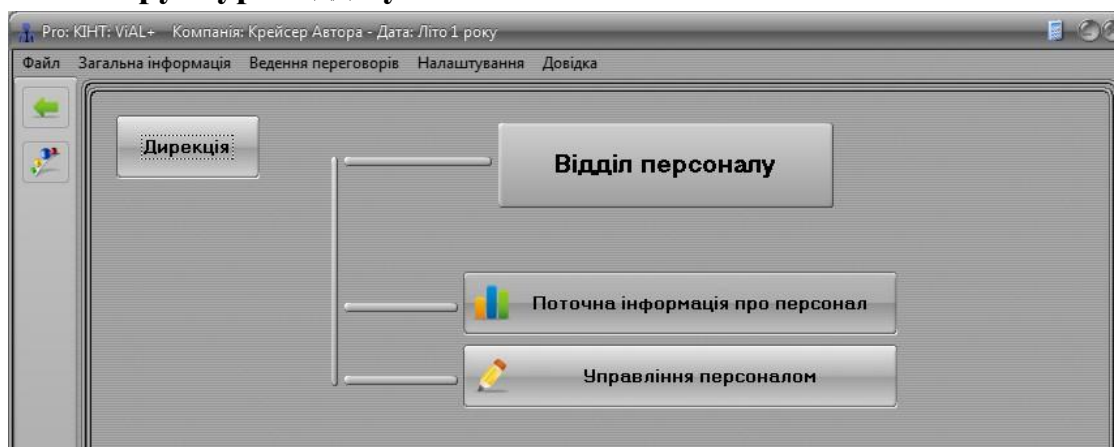 Pro: КІНТ: ViAL+ Компанія: Крейсер Автора - Дата: Літо 1 року
Файл Загальна інформація Ведення переговорів Налаштування Довідка
Дирекція
Відділ персоналу
Поточна інформація про персонал
Управління персоналом